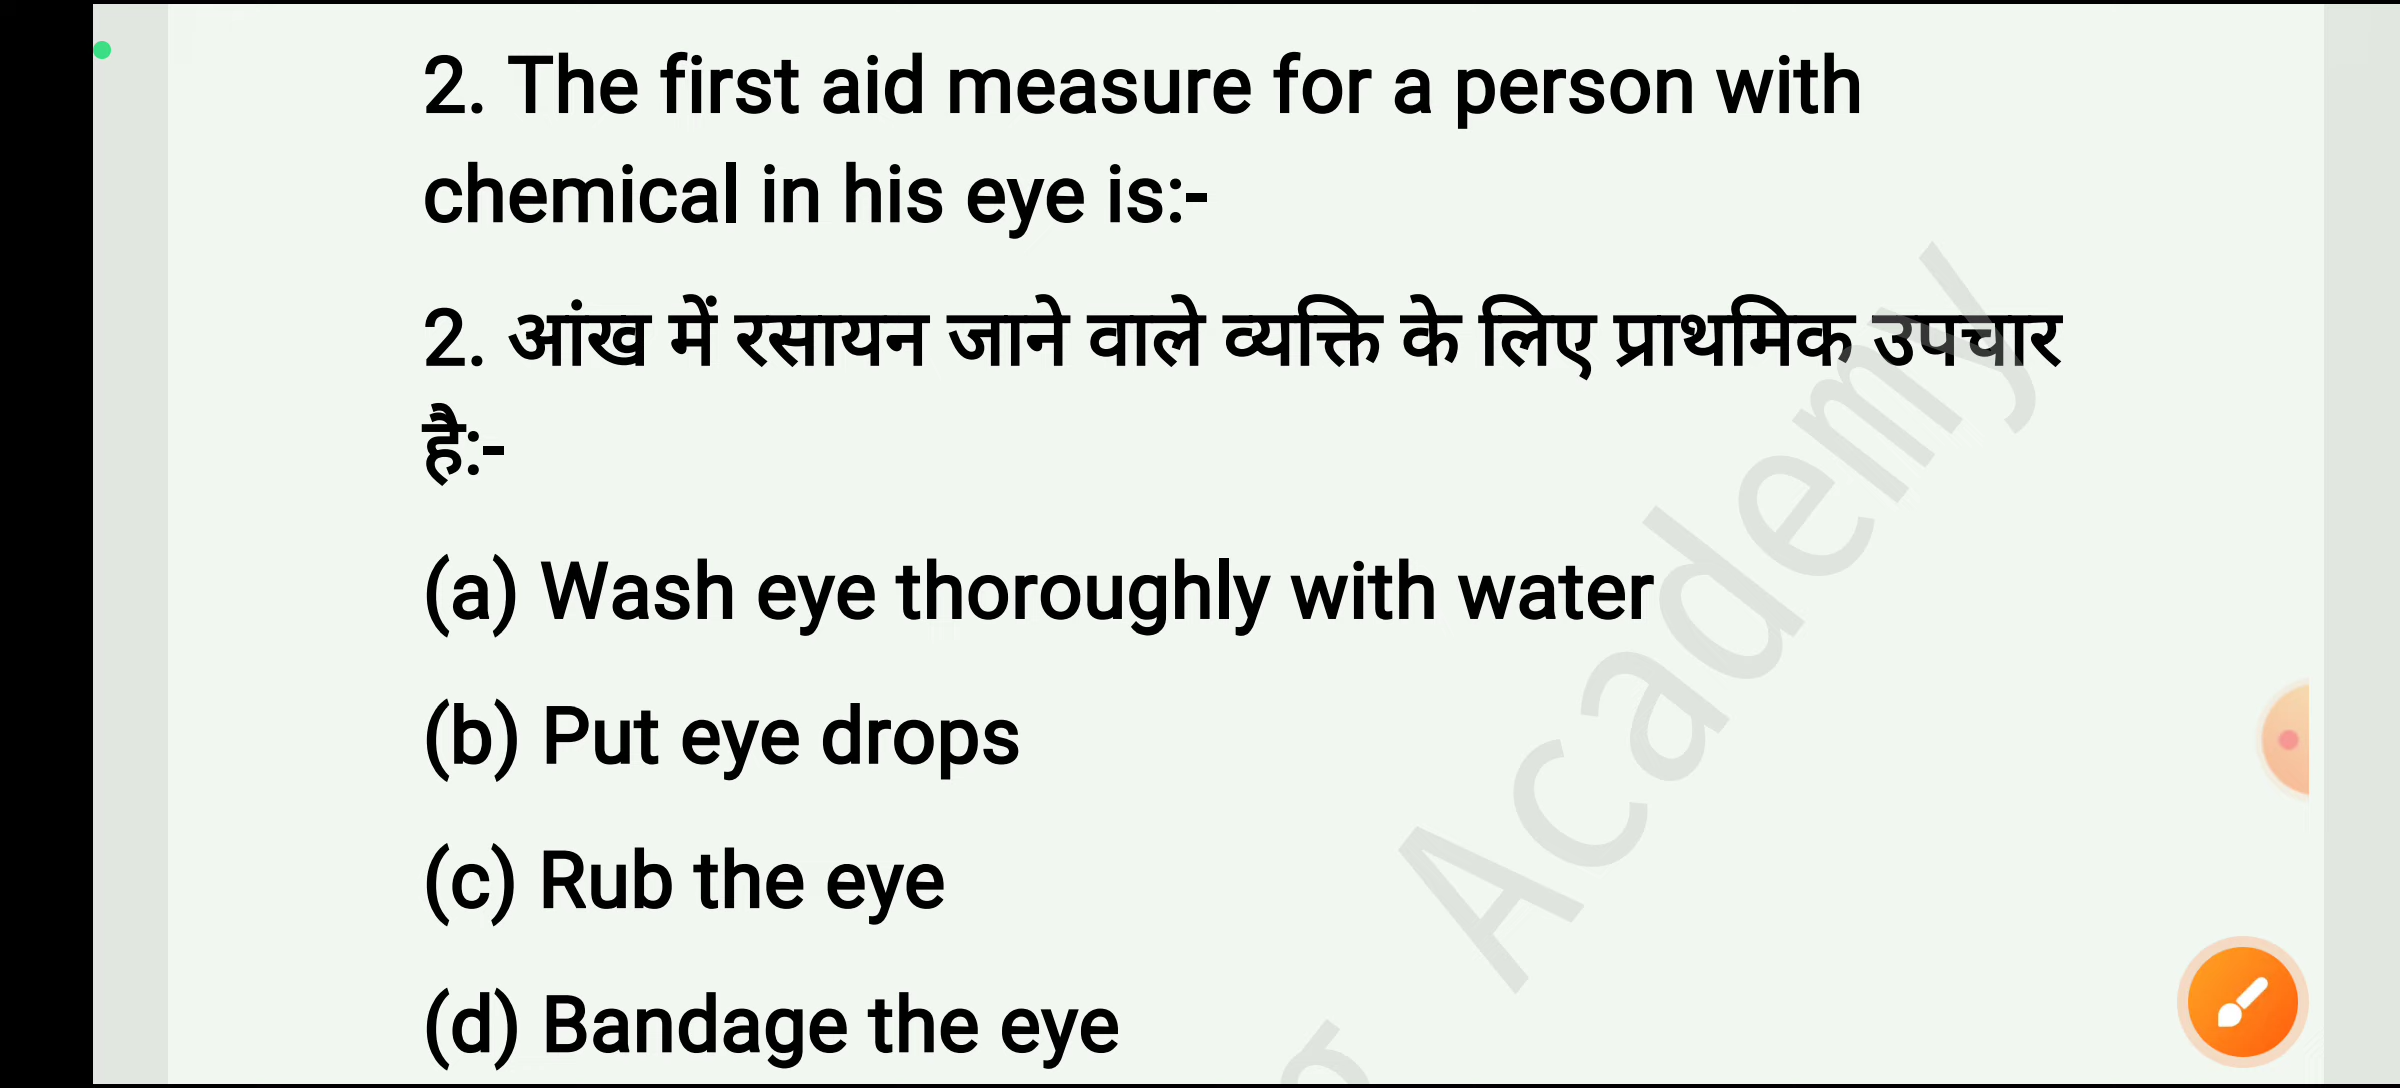 2. The first aid measure for a person with
chemical in his eye is:-
2. आंख में रसायन जाने वाले व्यक्ति के लिए प्राथमिक उपचार
है:-
(a) Wash eye thoroughly with water
(b) Put eye drops
(c) Rub the eye
(d) Bandage the eye
Academy